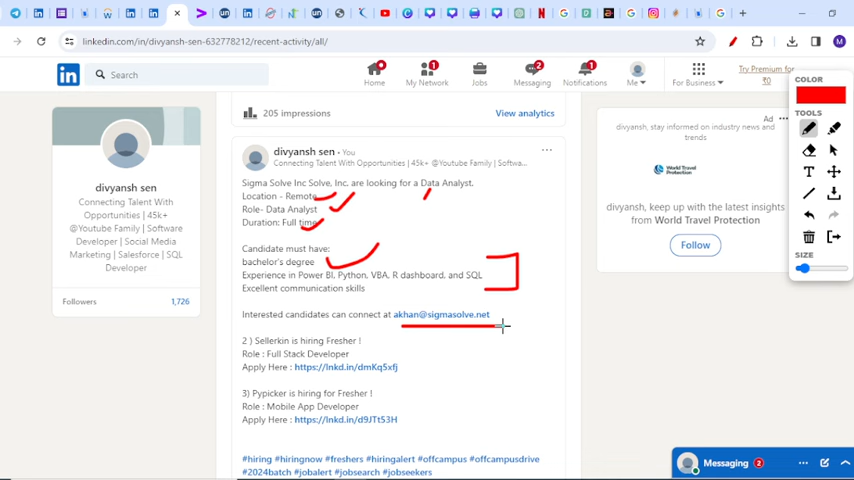 linkedin.com/in/divyansh-sen-632778212/recent-activity/all/
M
in
Search
Home
1
My Network
Jobs
2
Messaging
1
Notifications
Me
For Business
Try Premium for
₹0
COLOR
TOOLS
T
SIZE
divyansh sen
Connecting Talent With
Opportunities | 45k+
@Youtube Family | Software
Developer | Social Media
Marketing | Salesforce | SQL
Developer
Followers
1,726
205 impressions
View analytics
divyansh sen • You
Connecting Talent With Opportunities | 45k+ @Youtube Family | Softwa...
Sigma Solve Inc Solve, Inc. are looking for a Data Analyst.
Location - Remote
Role- Data Analyst
Duration: Full time
Candidate must have:
bachelor's degree
Experience in Power BI, Python, VBA, R dashboard, and SQL
Excellent communication skills
Interested candidates can connect at akhan@sigmasolve.net
2 ) Sellerkin is hiring Fresher !
Role : Full Stack Developer
Apply Here : https://lnkd.in/dmKq5xfj
3) Pypicker is hiring for Fresher !
Role : Mobile App Developer
Apply Here : https://lnkd.in/d9JTtS3H
#hiring #hiringnow #freshers #hiringalert #offcampus #offcampusdrive
#2024batch #jobalert #jobsearch #jobseekers
Ad
divyansh, stay informed on industry news and
trends
World Travel
Protection
divyansh, keep up with the latest insights
from World Travel Protection
Follow
Messaging
2